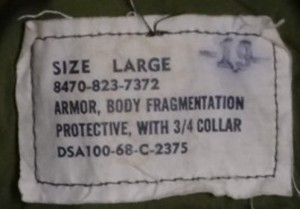 SIZE LARGE
8470-823-7372
ARMOR, BODY FRAGMENTATION
PROTECTIVE, WITH 3/4 COLLAR
DSA100-68-C-2375